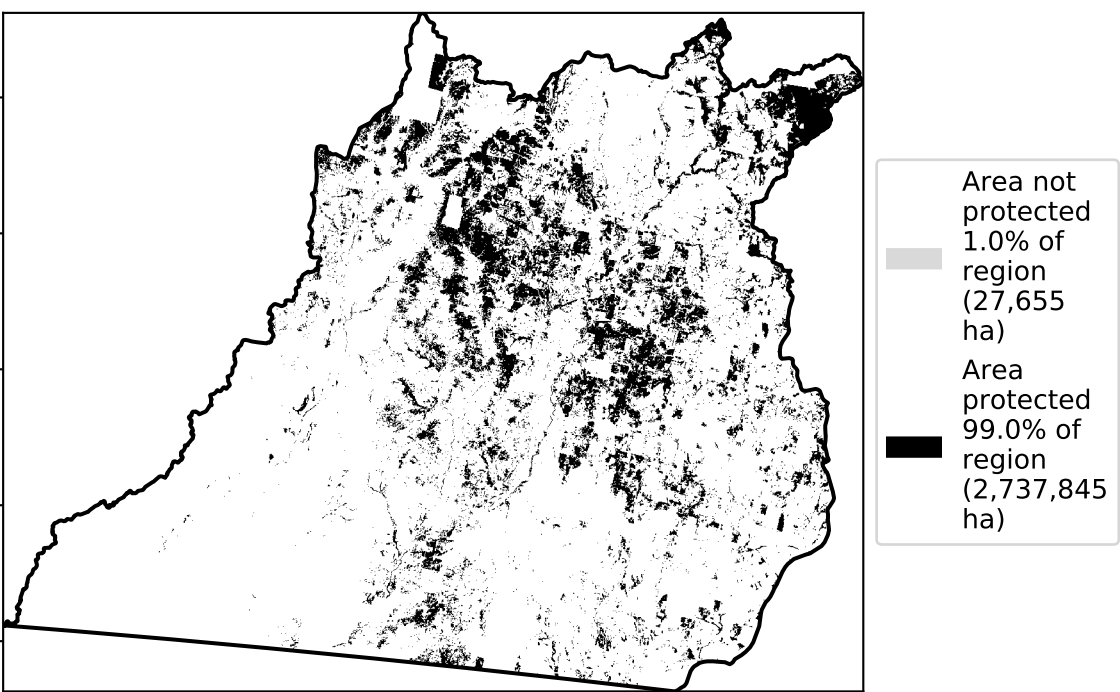 Area not
protected
1.0% of
region
(27,655
ha)
Area
protected
99.0% of
region
(2,737,845
ha)